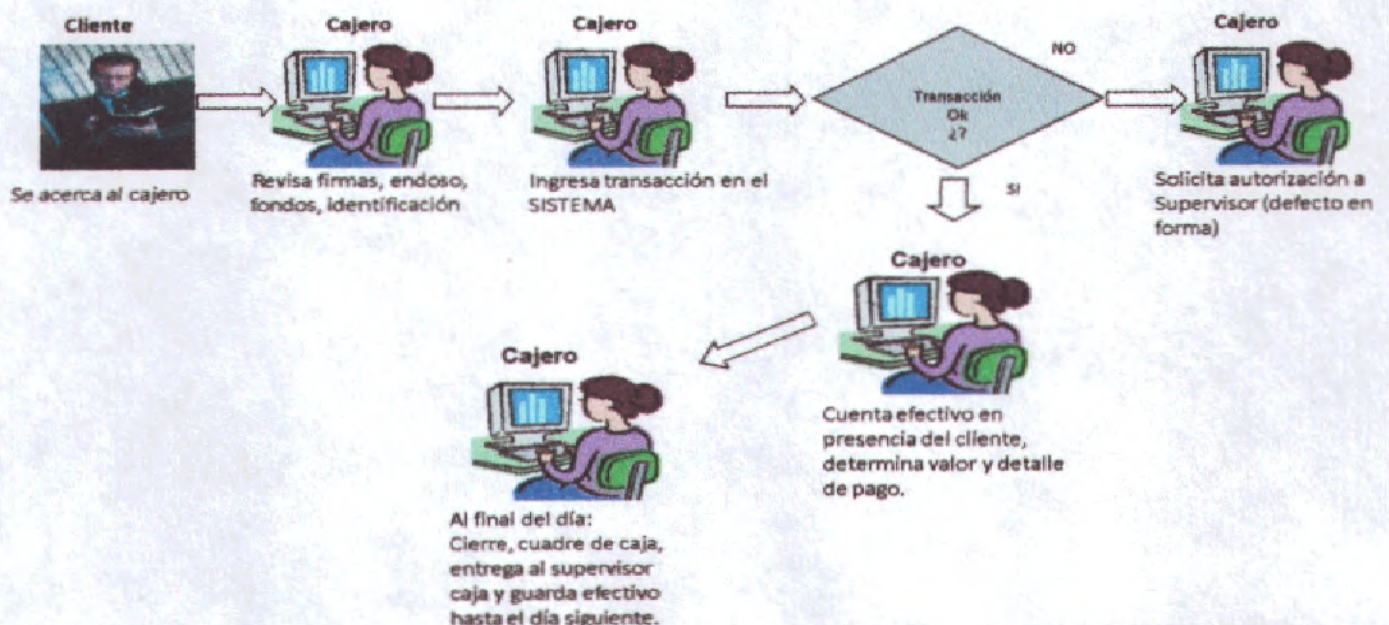 Cliente
Se acerca al cajero
Cajero
Revisa firmas, endoso,
fondos, identificación
Cajero
Ingresa transacción en el
SISTEMA
Transacción
Ok
¿?
NO
SI
Cajero
Solicita autorización a
Supervisor (defecto en
forma)
Cajero
Cuenta efectivo en
presencia del cliente,
determina valor y detalle
de pago.
Cajero
Al final del día:
Cierre, cuadre de caja,
entrega al supervisor
caja y guarda efectivo
hasta el día siguiente.